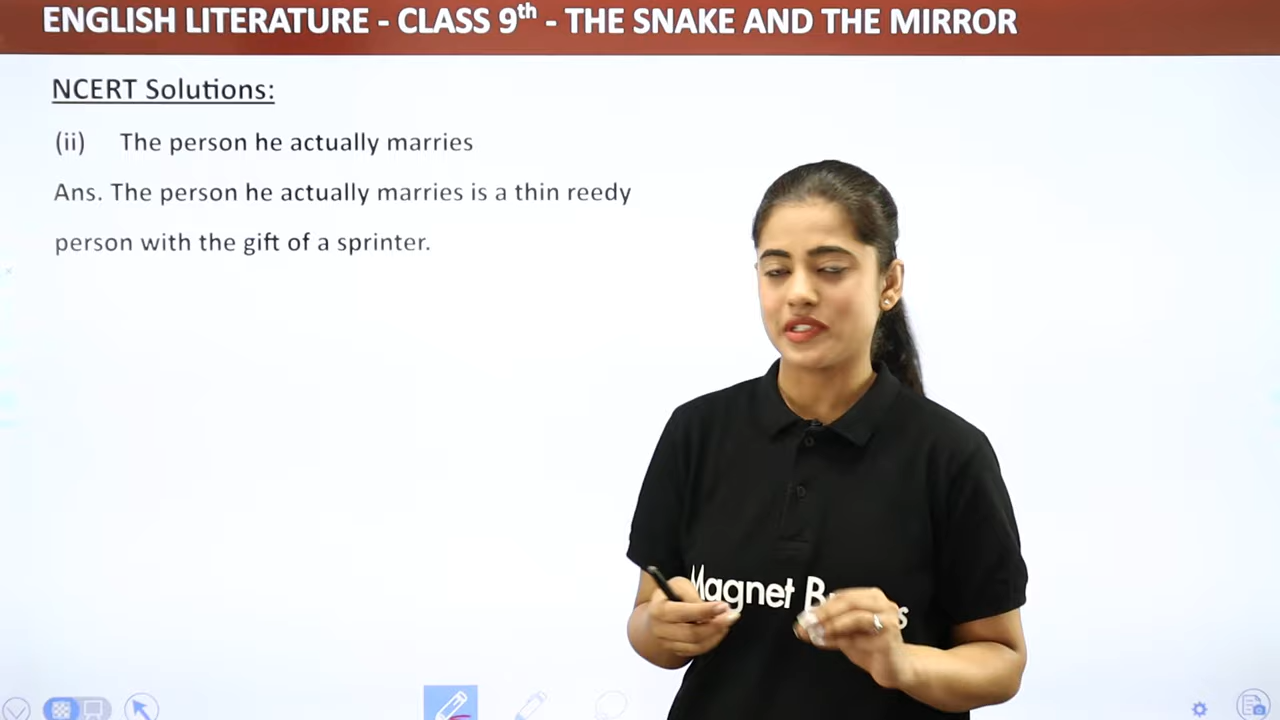 ENGLISH LITERATURE - CLASS 9th - THE SNAKE AND THE MIRROR
NCERT Solutions:
(ii) The person he actually marries
Ans. The person he actually marries is a thin reedy
person with the gift of a sprinter.
Magnet